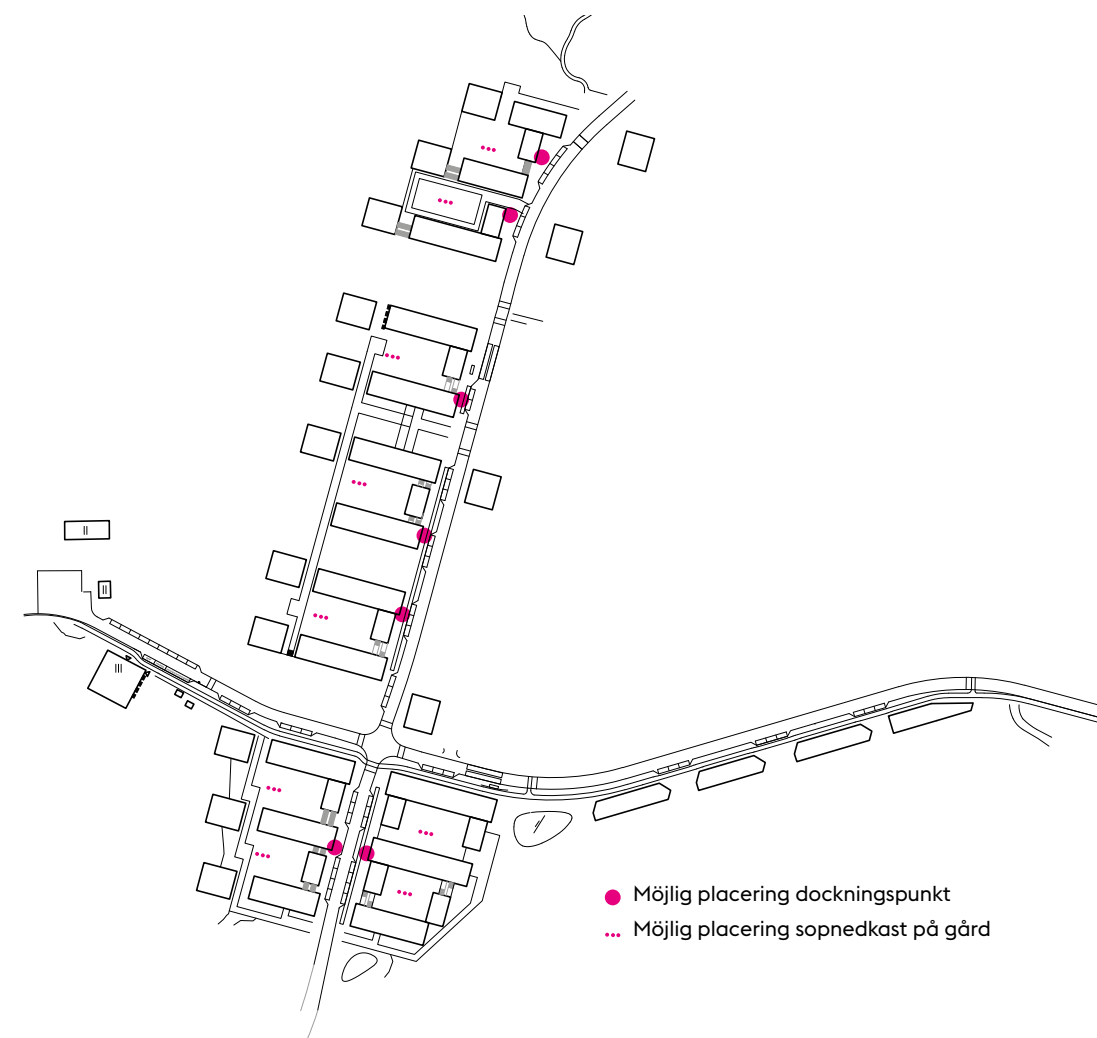 II
II
III
Möjlig placering dockningspunkt
Möjlig placering sopnedkast på gård